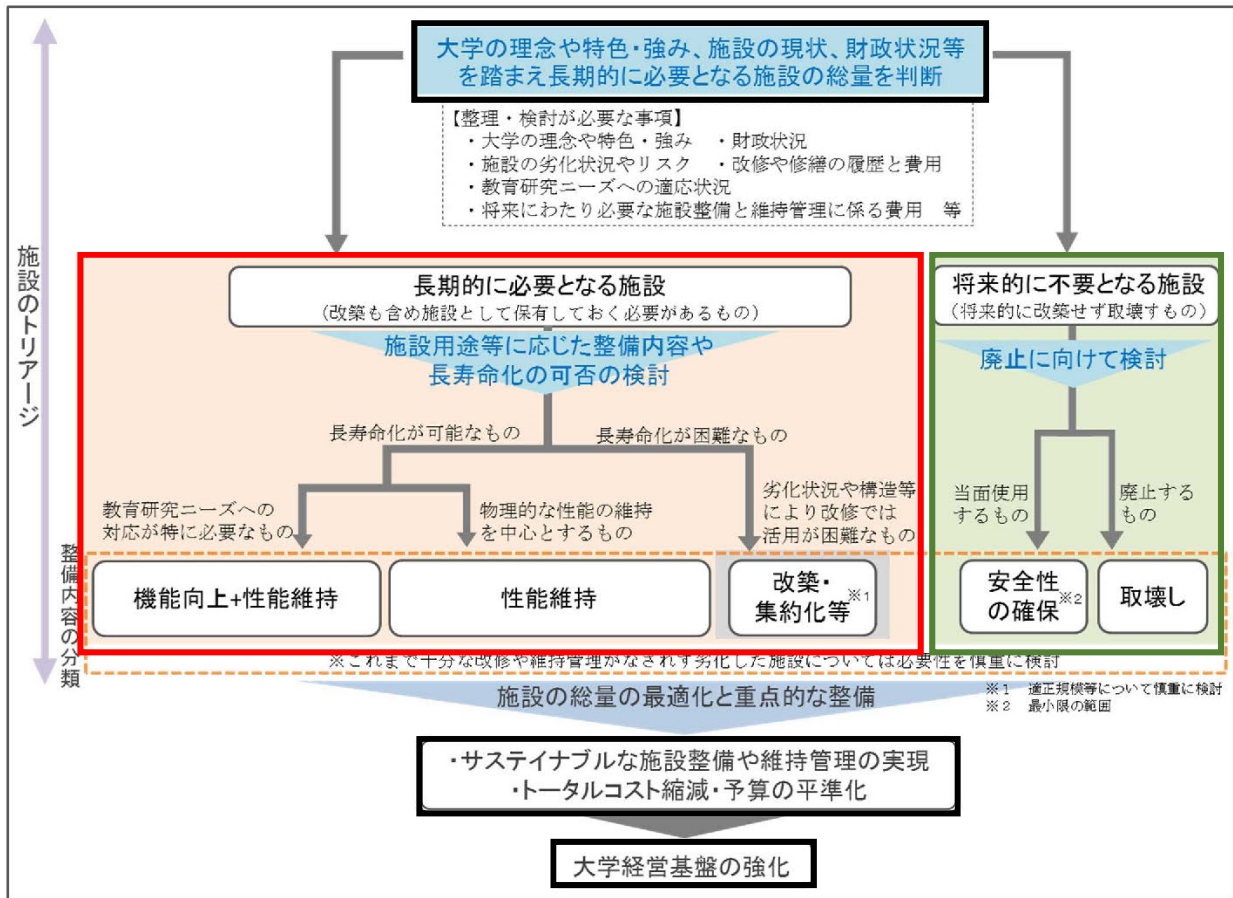 大学の理念や特色・強み、施設の現状、財政状況等
を踏まえ長期的に必要となる施設の総量を判断
【整理・検討が必要な事項】
・大学の理念や特色・強み ・財政状況
・施設の劣化状況やリスク ・改修や修繕の履歴と費用
・教育研究ニーズへの適応状況
・将来にわたり必要な施設整備と維持管理に係る費用 等
施設のトリアージ
長期的に必要となる施設
(改築も含め施設として保有しておく必要があるもの)
施設用途等に応じた整備内容や
長寿命化の可否の検討
長寿命化が可能なもの
長寿命化が困難なもの
教育研究ニーズへの
対応が特に必要なもの
物理的な性能の維持
を中心とするもの
劣化状況や構造等
により改修では
活用が困難なもの
将来的に不要となる施設
(将来的に改築せず取壊すもの)
廃止に向けて検討
当面使用
するもの
廃止する
もの
整備内容の分類
機能向上+性能維持
性能維持
改築・
集約化等※1
安全性
の確保※2
取壊し
※これまで十分な改修や維持管理がなされず劣化した施設については必要性を慎重に検討
施設の総量の最適化と重点的な整備
※1 適正規模等について慎重に検討
※2 最小限の範囲
・サステイナブルな施設整備や維持管理の実現
・トータルコスト縮減・予算の平準化
大学経営基盤の強化